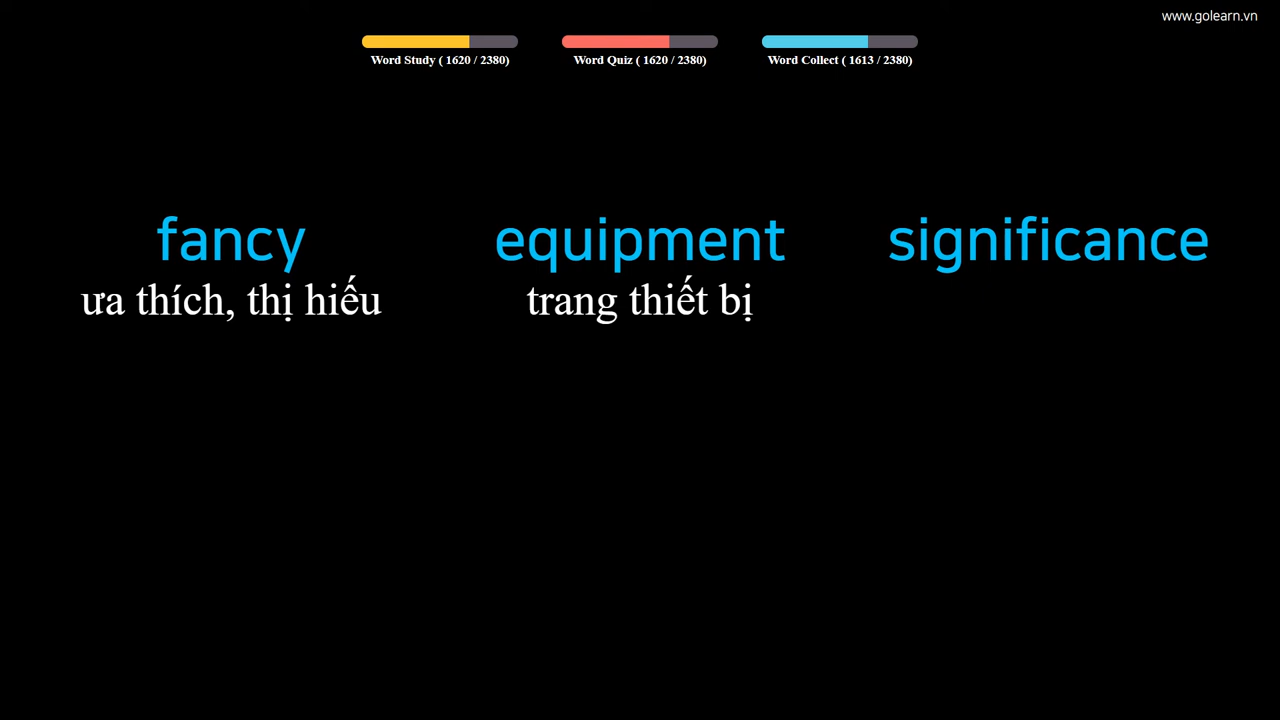 www.golearn.vn
Word Study ( 1620 / 2380)
Word Quiz ( 1620 / 2380)
Word Collect ( 1613 / 2380)
fancy
equipment
significance
ưa thích, thị hiếu
trang thiết bị